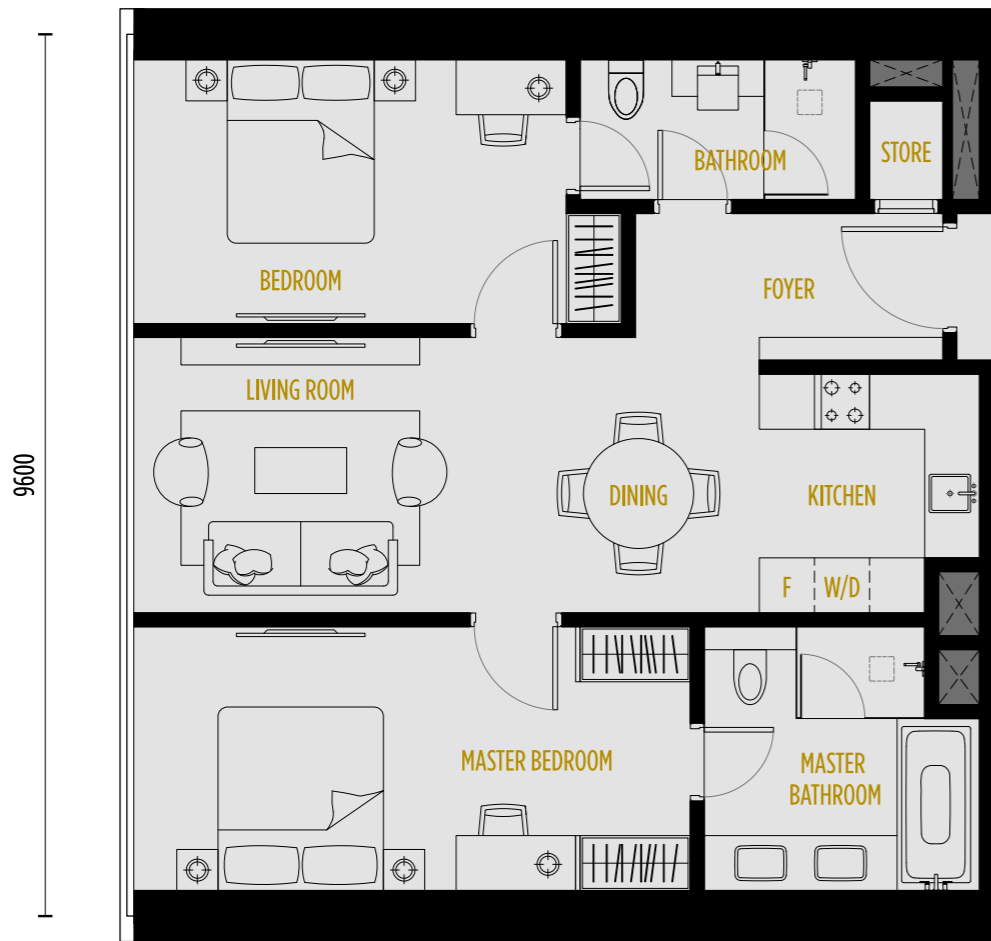 BATHROOM
STORE
BEDROOM
FOYER
LIVING ROOM
9600
DINING
KITCHEN
F
W/D
MASTER BEDROOM
MASTER
BATHROOM